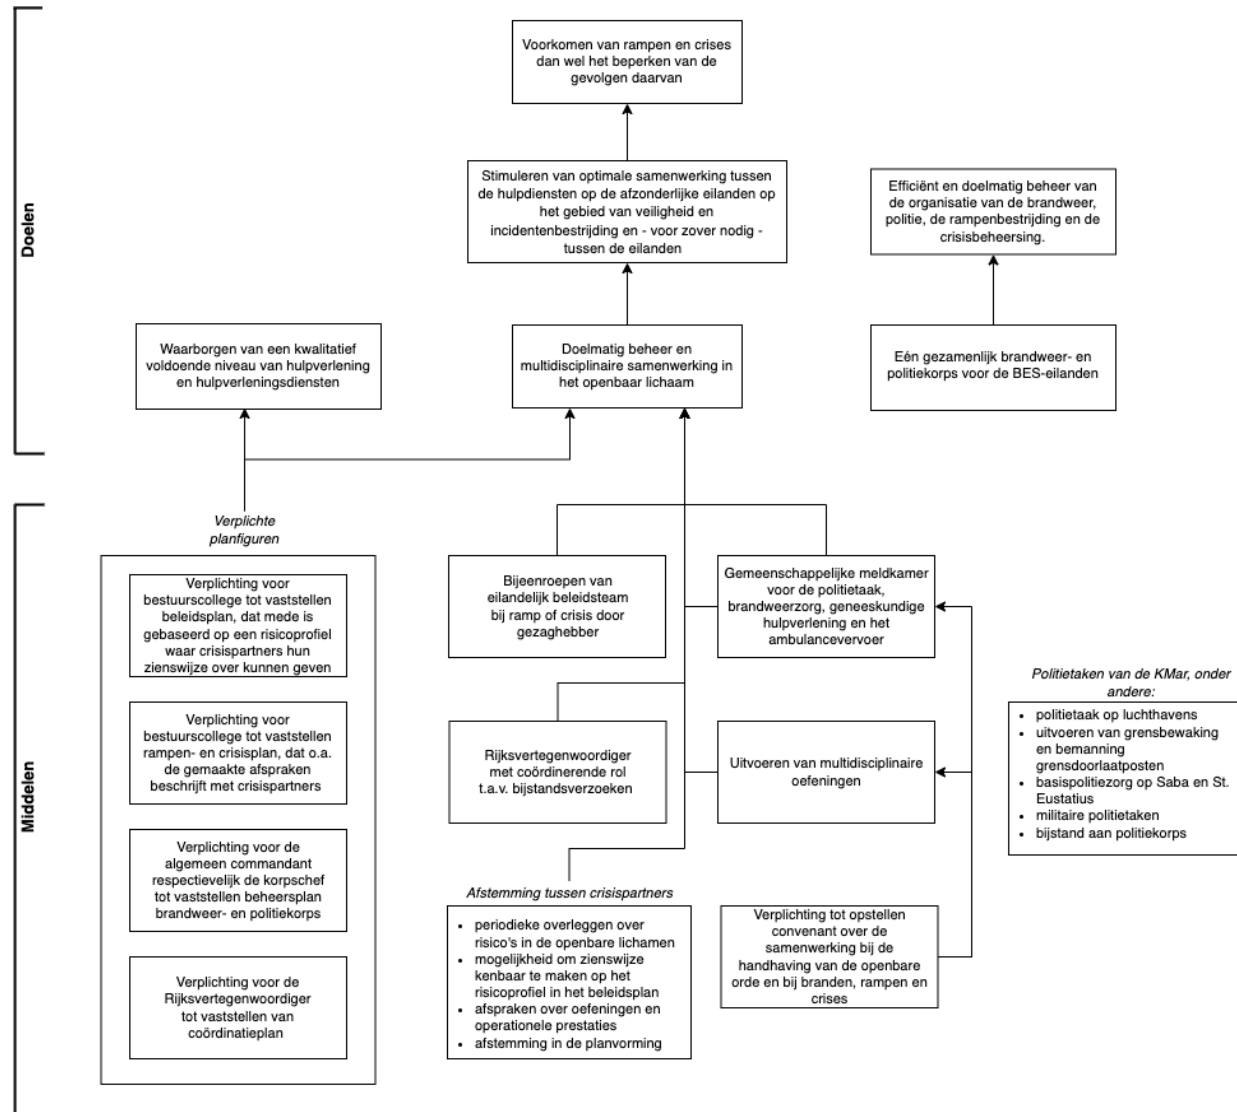 Doelen
Voorkomen van rampen en crises
dan wel het beperken van de
gevolgen daarvan
Stimuleren van optimale samenwerking tussen
de hulpdiensten op de afzonderlijke eilanden op
het gebied van veiligheid en
incidentenbestrijding en - voor zover nodig -
tussen de eilanden
Efficiënt en doelmatig beheer van
de organisatie van de brandweer,
politie, de rampenbestrijding en de
crisisbeheersing.
Waarborgen van een kwalitatief
voldoende niveau van hulpverlening
en hulpverleningsdiensten
Doelmatig beheer en
multidisciplinaire samenwerking in
het openbaar lichaam
Eén gezamenlijk brandweer- en
politiekorps voor de BES-eilanden
Middelen
Verplichte
planfiguren
Verplichting voor
bestuurscollege tot vaststellen
beleidsplan, dat mede is
gebaseerd op een risicoprofiel
waar crisispartners hun
zienswijze over kunnen geven
Verplichting voor
bestuurscollege tot vaststellen
rampen- en crisisplan, dat o.a.
de gemaakte afspraken
beschrijft met crisispartners
Verplichting voor de
algemeen commandant
respectievelijk de korpschef
tot vaststellen beheersplan
brandweer- en politiekorps
Verplichting voor de
Rijksvertegenwoordiger
tot vaststellen van
coördinatieplan
Bijeenroepen van
eilandelijk beleidsteam
bij ramp of crisis door
gezaghebber
Gemeenschappelijke meldkamer
voor de politietaak,
brandweerzorg, geneeskundige
hulpverlening en het
ambulancevervoer
Rijksvertegenwoordiger
met coördinerende rol
t.a.v. bijstandsverzoeken
Uitvoeren van multidisciplinaire
oefeningen
Afstemming tussen crisispartners
• periodieke overleggen over
risico's in de openbare lichamen
• mogelijkheid om zienswijze
kenbaar te maken op het
risicoprofiel in het beleidsplan
• afspraken over oefeningen en
operationele prestaties
• afstemming in de planvorming
Verplichting tot opstellen
convenant over de
samenwerking bij de
handhaving van de openbare
orde en bij branden, rampen en
crises
Politietaken van de KMar, onder
andere:
• politietaak op luchthavens
• uitvoeren van grensbewaking
en bemanning
grensdoorlaatposten
• basispolitiezorg op Saba en St.
Eustatius
• militaire politietaken
• bijstand aan politiekorps